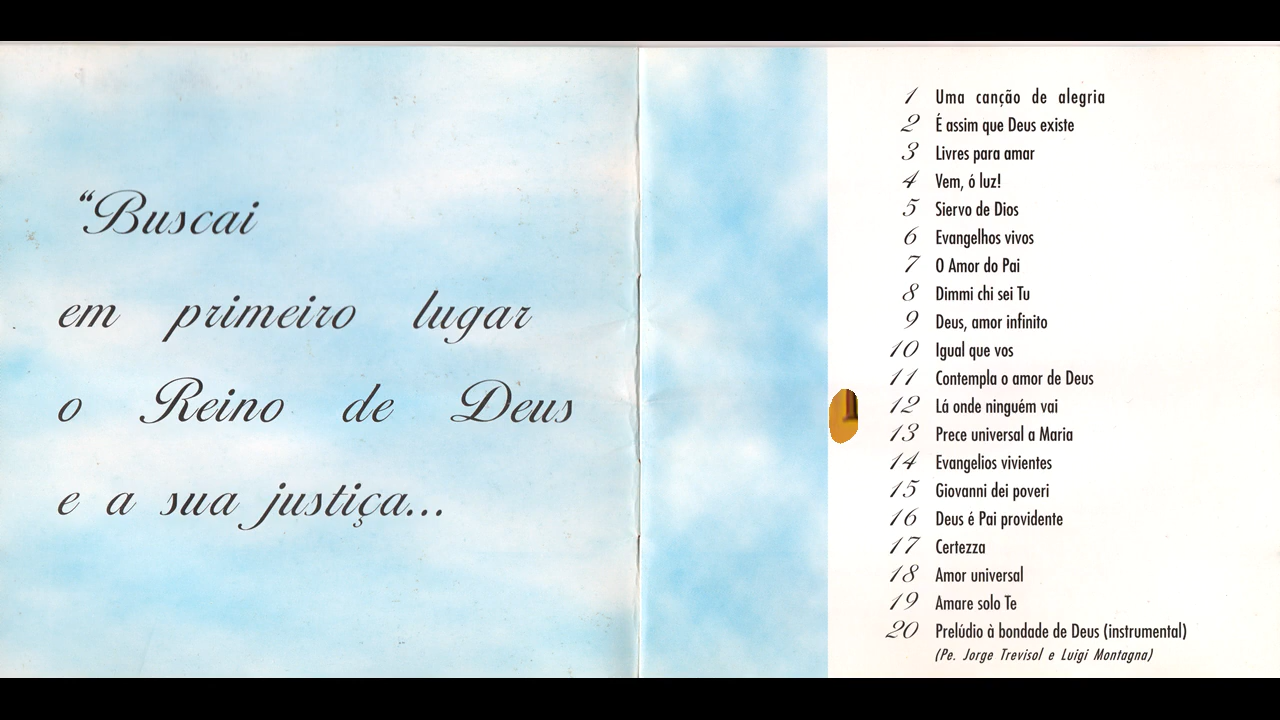 “Buscai
em primeiro lugar
o Reino de Deus
e a sua justiça...
1 Uma canção de alegria
2 É assim que Deus existe
3 Livres para amar
4 Vem, ó luz!
5 Siervo de Dios
6 Evangelhos vivos
7 O Amor do Pai
8 Dimmi chi sei Tu
9 Deus, amor infinito
10 Igual que vos
11 Contempla o amor de Deus
12 Lá onde ninguém vai
13 Prece universal a Maria
14 Evangelios vivientes
15 Giovanni dei poveri
16 Deus é Pai providente
17 Certezza
18 Amor universal
19 Amare solo Te
20 Prelúdio à bondade de Deus (instrumental)
(Pe. Jorge Trevisol e Luigi Montagna)